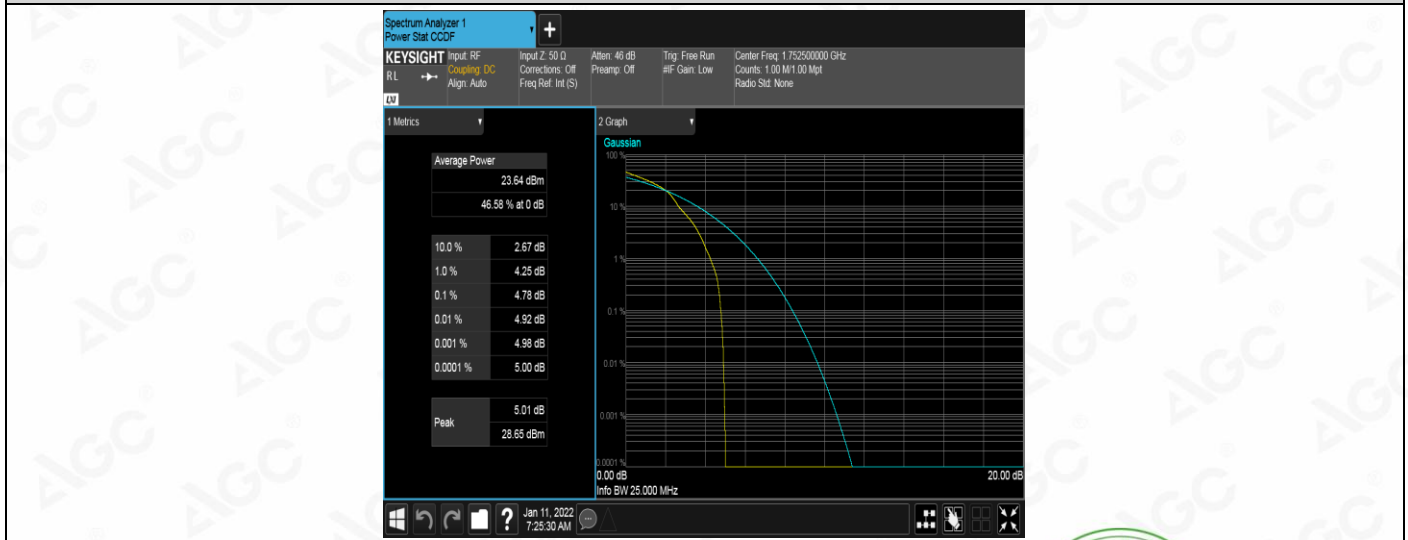 Spectrum Analyzer 1
Power Stat CCDF
+
KEYSIGHT
RL
LXI
Input: RF
Coupling: DC
Align: Auto
Input Z: 50 Ω
Corrections: Off
Freq Ref: Int (S)
Atten: 46 dB
Preamp: Off
Trig: Free Run
#IF Gain: Low
Center Freq: 1.752500000 GHz
Counts: 1.00 M/1.00 Mpt
Radio Std: None
1 Metrics
Average Power
23.64 dBm
46.58 % at 0 dB
10.0 % 2.67 dB
1.0 % 4.25 dB
0.1 % 4.78 dB
0.01 % 4.92 dB
0.001 % 4.98 dB
0.0001 % 5.00 dB
Peak
5.01 dB
28.65 dBm
2 Graph
Gaussian
100 %
10 %
1 %
0.1 %
0.01 %
0.001 %
0.0001 %
0.00 dB
20.00 dB
Info BW 25.000 MHz
?
Jan 11, 2022
7:25:30 AM
AGC